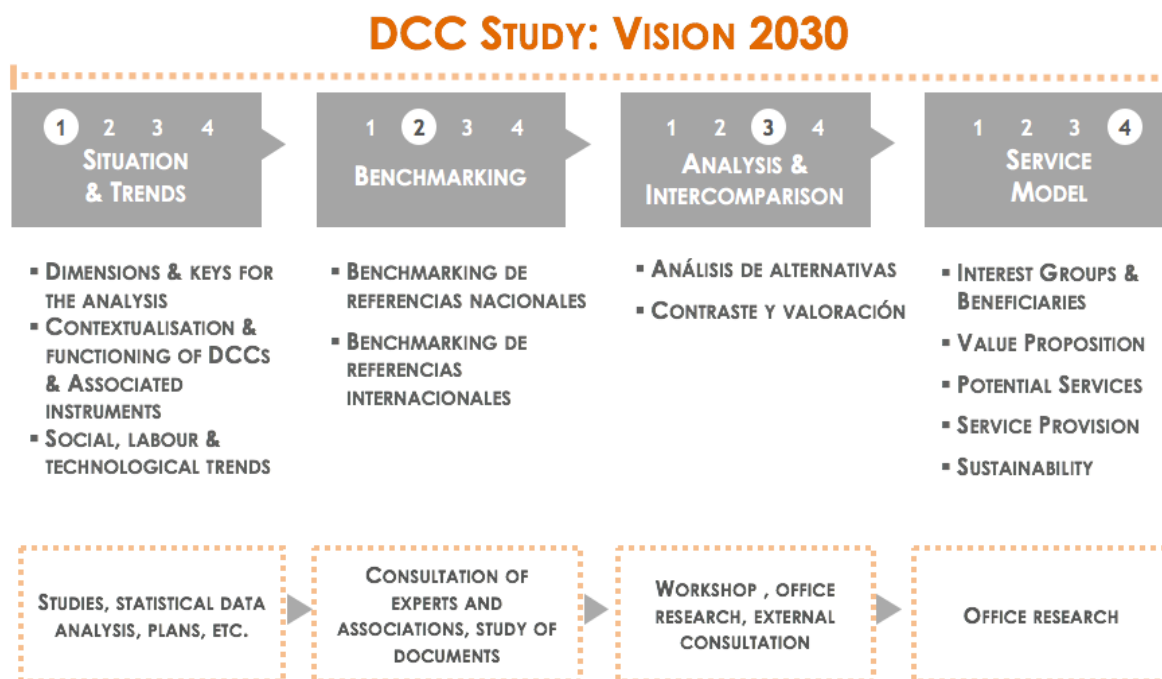 DCC STUDY: VISION 2030
1 2 3 4
SITUATION
& TRENDS
1 2 3 4
BENCHMARKING
1 2 3 4
ANALYSIS &
INTERCOMPARISON
1 2 3 4
SERVICE
MODEL
▪ DIMENSIONS & KEYS FOR
THE ANALYSIS
▪ CONTEXTUALISATION &
FUNCTIONING OF DCCS
& ASSOCIATED
INSTRUMENTS
▪ SOCIAL, LABOUR &
TECHNOLOGICAL TRENDS
▪ BENCHMARKING DE
REFERENCIAS NACIONALES
▪ BENCHMARKING DE
REFERENCIAS
INTERNACIONALES
▪ ANÁLISIS DE ALTERNATIVAS
▪ CONTRASTE Y VALORACIÓN
▪ INTEREST GROUPS &
BENEFICIARIES
▪ VALUE PROPOSITION
▪ POTENTIAL SERVICES
▪ SERVICE PROVISION
▪ SUSTAINABILITY
STUDIES, STATISTICAL DATA
ANALYSIS, PLANS, ETC.
CONSULTATION OF
EXPERTS AND
ASSOCIATIONS, STUDY OF
DOCUMENTS
WORKSHOP , OFFICE
RESEARCH, EXTERNAL
CONSULTATION
OFFICE RESEARCH